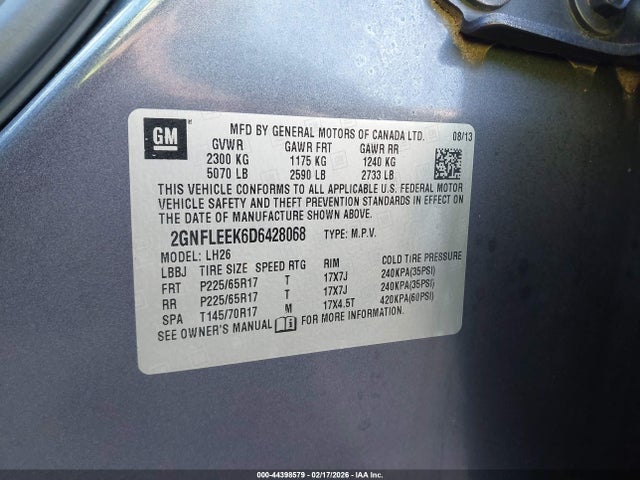 GM
MFD BY GENERAL MOTORS OF CANADA LTD. 08/13
GVWR GAWR FRT GAWR RR
2300 KG 1175 KG 1240 KG
5070 LB 2590 LB 2733 LB
THIS VEHICLE CONFORMS TO ALL APPLICABLE U.S. FEDERAL MOTOR
VEHICLE SAFETY AND THEFT PREVENTION STANDARDS IN EFFECT ON
THE DATE OF MANUFACTURE SHOWN ABOVE.
2GNFLEEK6D6428068 TYPE: M.P.V.
MODEL: LH26
LBBJ TIRE SIZE SPEED RTG RIM COLD TIRE PRESSURE
FRT P225/65R17 T 17X7J 240KPA(35PSI)
RR P225/65R17 T 17X7J 240KPA(35PSI)
SPA T145/70R17 M 17X4.5T 420KPA(60PSI)
SEE OWNER'S MANUAL FOR MORE INFORMATION.
000-44398579 - 02/17/2026 - IAA Inc.